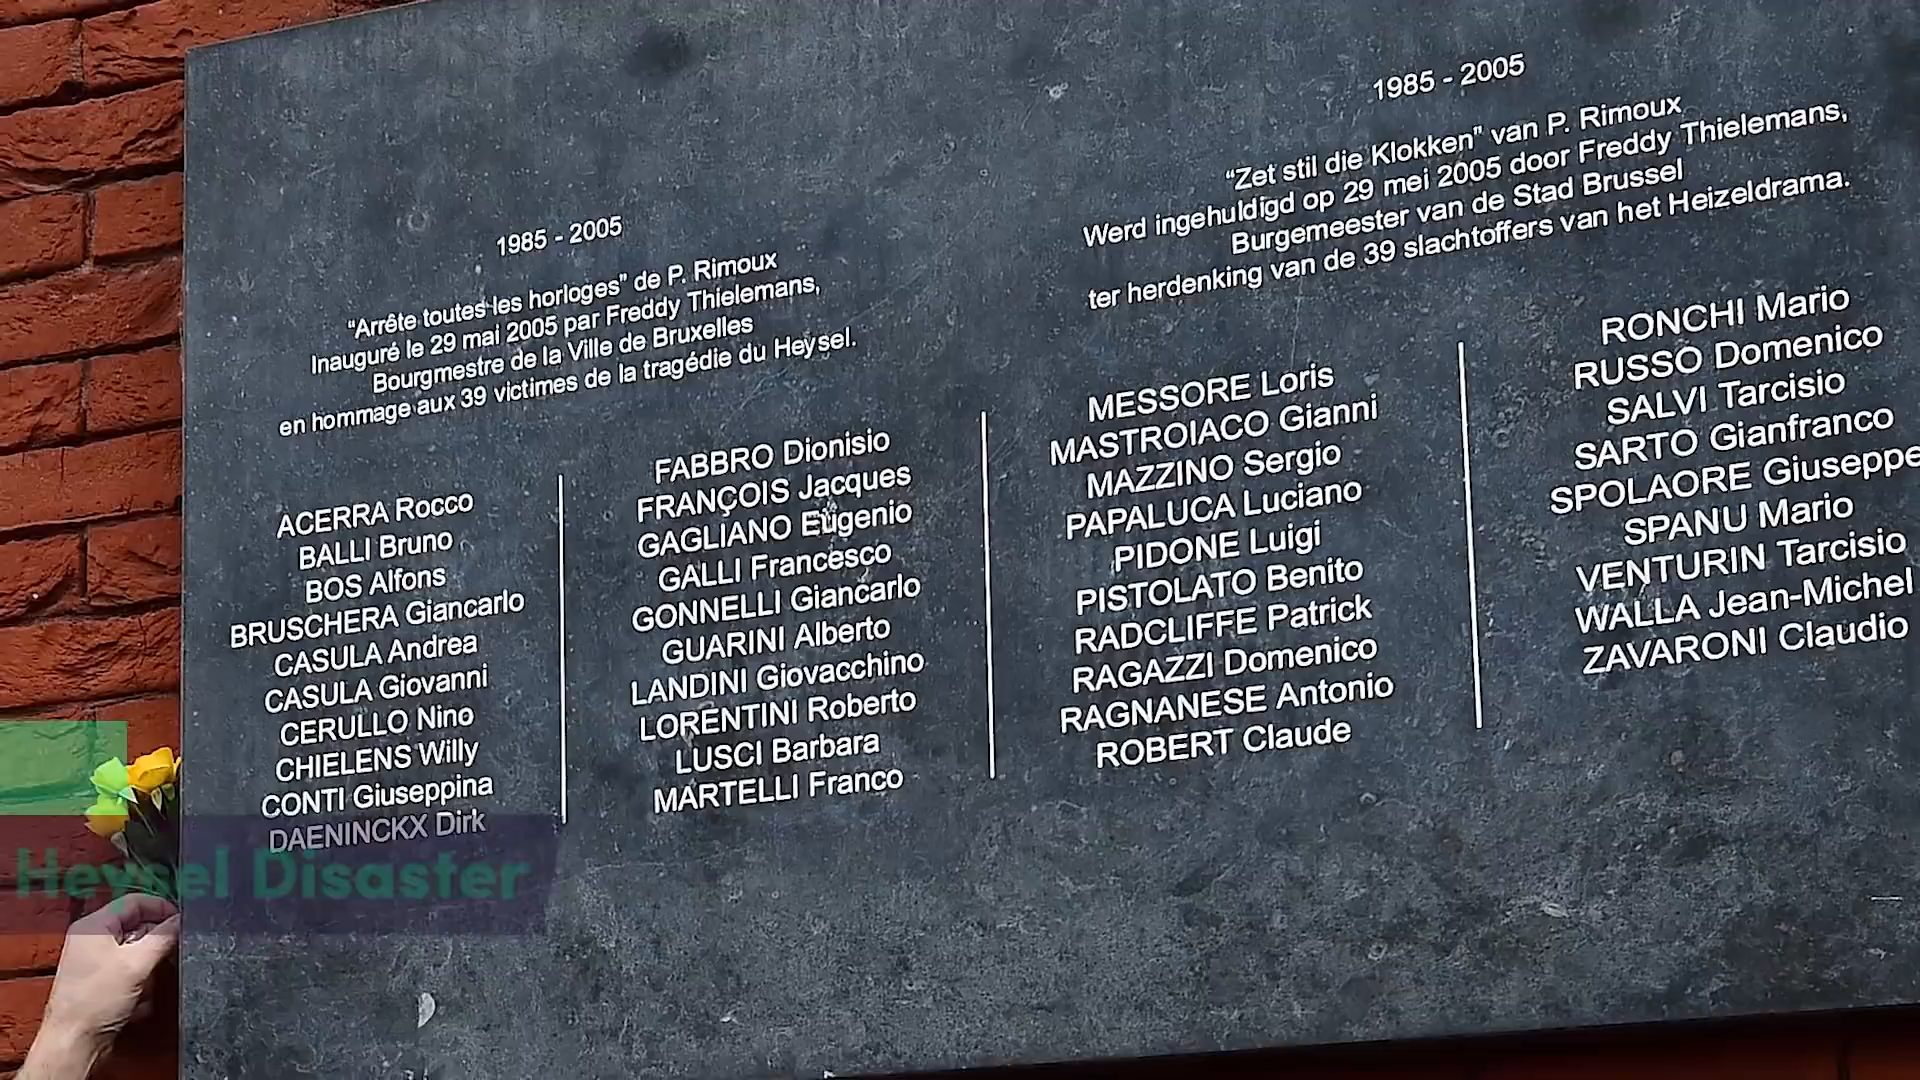 1985 - 2005
“Arrête toutes les horloges” de P. Rimoux
Inauguré le 29 mai 2005 par Freddy Thielemans,
Bourgmestre de la Ville de Bruxelles
en hommage aux 39 victimes de la tragédie du Heysel.
1985 - 2005
“Zet stil die Klokken” van P. Rimoux
Werd ingehuldigd op 29 mei 2005 door Freddy Thielemans,
Burgemeester van de Stad Brussel
ter herdenking van de 39 slachtoffers van het Heizeldrama.
ACERRA Rocco
BALLI Bruno
BOS Alfons
BRUSCHERA Giancarlo
CASULA Andrea
CASULA Giovanni
CERULLO Nino
CHIELENS Willy
CONTI Giuseppina
DAENINCKX Dirk
FABBRO Dionisio
FRANÇOIS Jacques
GAGLIANO Eugenio
GALLI Francesco
GONNELLI Giancarlo
GUARINI Alberto
LANDINI Giovacchino
LORENTINI Roberto
LUSCI Barbara
MARTELLI Franco
MESSORE Loris
MASTROIACO Gianni
MAZZINO Sergio
PAPALUCA Luciano
PIDONE Luigi
PISTOLATO Benito
RADCLIFFE Patrick
RAGAZZI Domenico
RAGNANESE Antonio
ROBERT Claude
RONCHI Mario
RUSSO Domenico
SALVI Tarcisio
SARTO Gianfranco
SPOLAORE Giuseppe
SPANU Mario
VENTURIN Tarcisio
WALLA Jean-Michel
ZAVARONI Claudio
Heysel Disaster